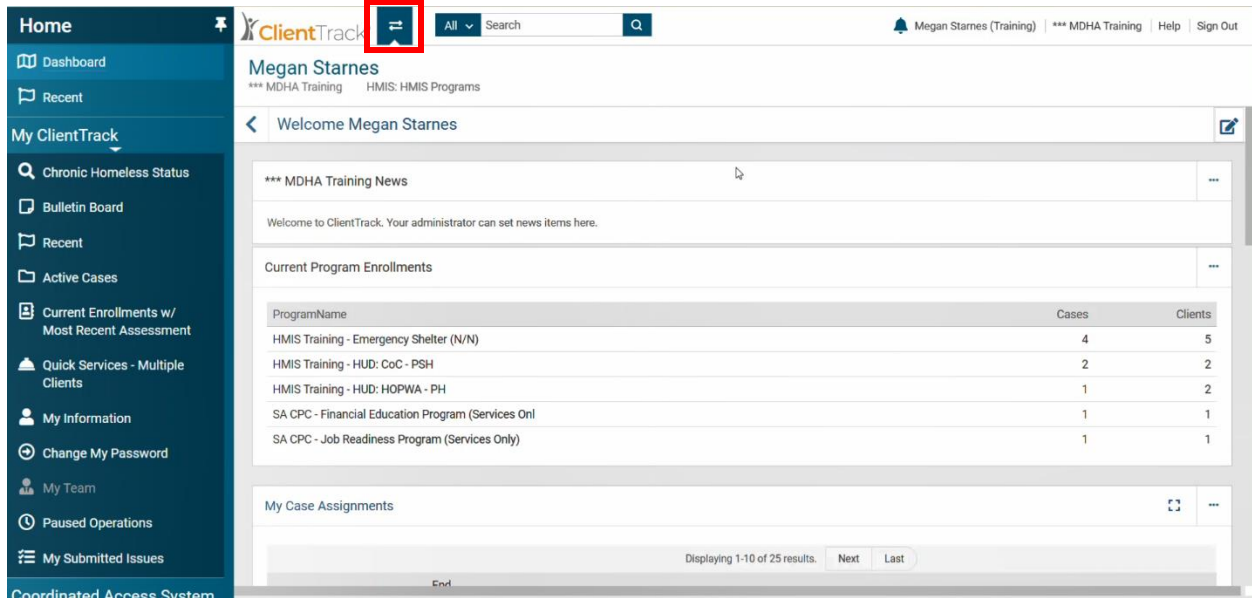 Home
ClientTrack
All
Search
Megan Starnes (Training)
*** MDHA Training
Help
Sign Out
Dashboard
Recent
My ClientTrack
Chronic Homeless Status
Bulletin Board
Recent
Active Cases
Current Enrollments w/
Most Recent Assessment
Quick Services - Multiple
Clients
My Information
Change My Password
My Team
Paused Operations
My Submitted Issues
Coordinated Access System
Megan Starnes
*** MDHA Training HMIS: HMIS Programs
Welcome Megan Starnes
*** MDHA Training News
Welcome to ClientTrack. Your administrator can set news items here.
Current Program Enrollments
ProgramName Cases Clients
HMIS Training - Emergency Shelter (N/N) 4 5
HMIS Training - HUD: CoC - PSH 2 2
HMIS Training - HUD: HOPWA - PH 1 2
SA CPC - Financial Education Program (Services Onl 1 1
SA CPC - Job Readiness Program (Services Only) 1 1
My Case Assignments
Displaying 1-10 of 25 results. Next Last
End